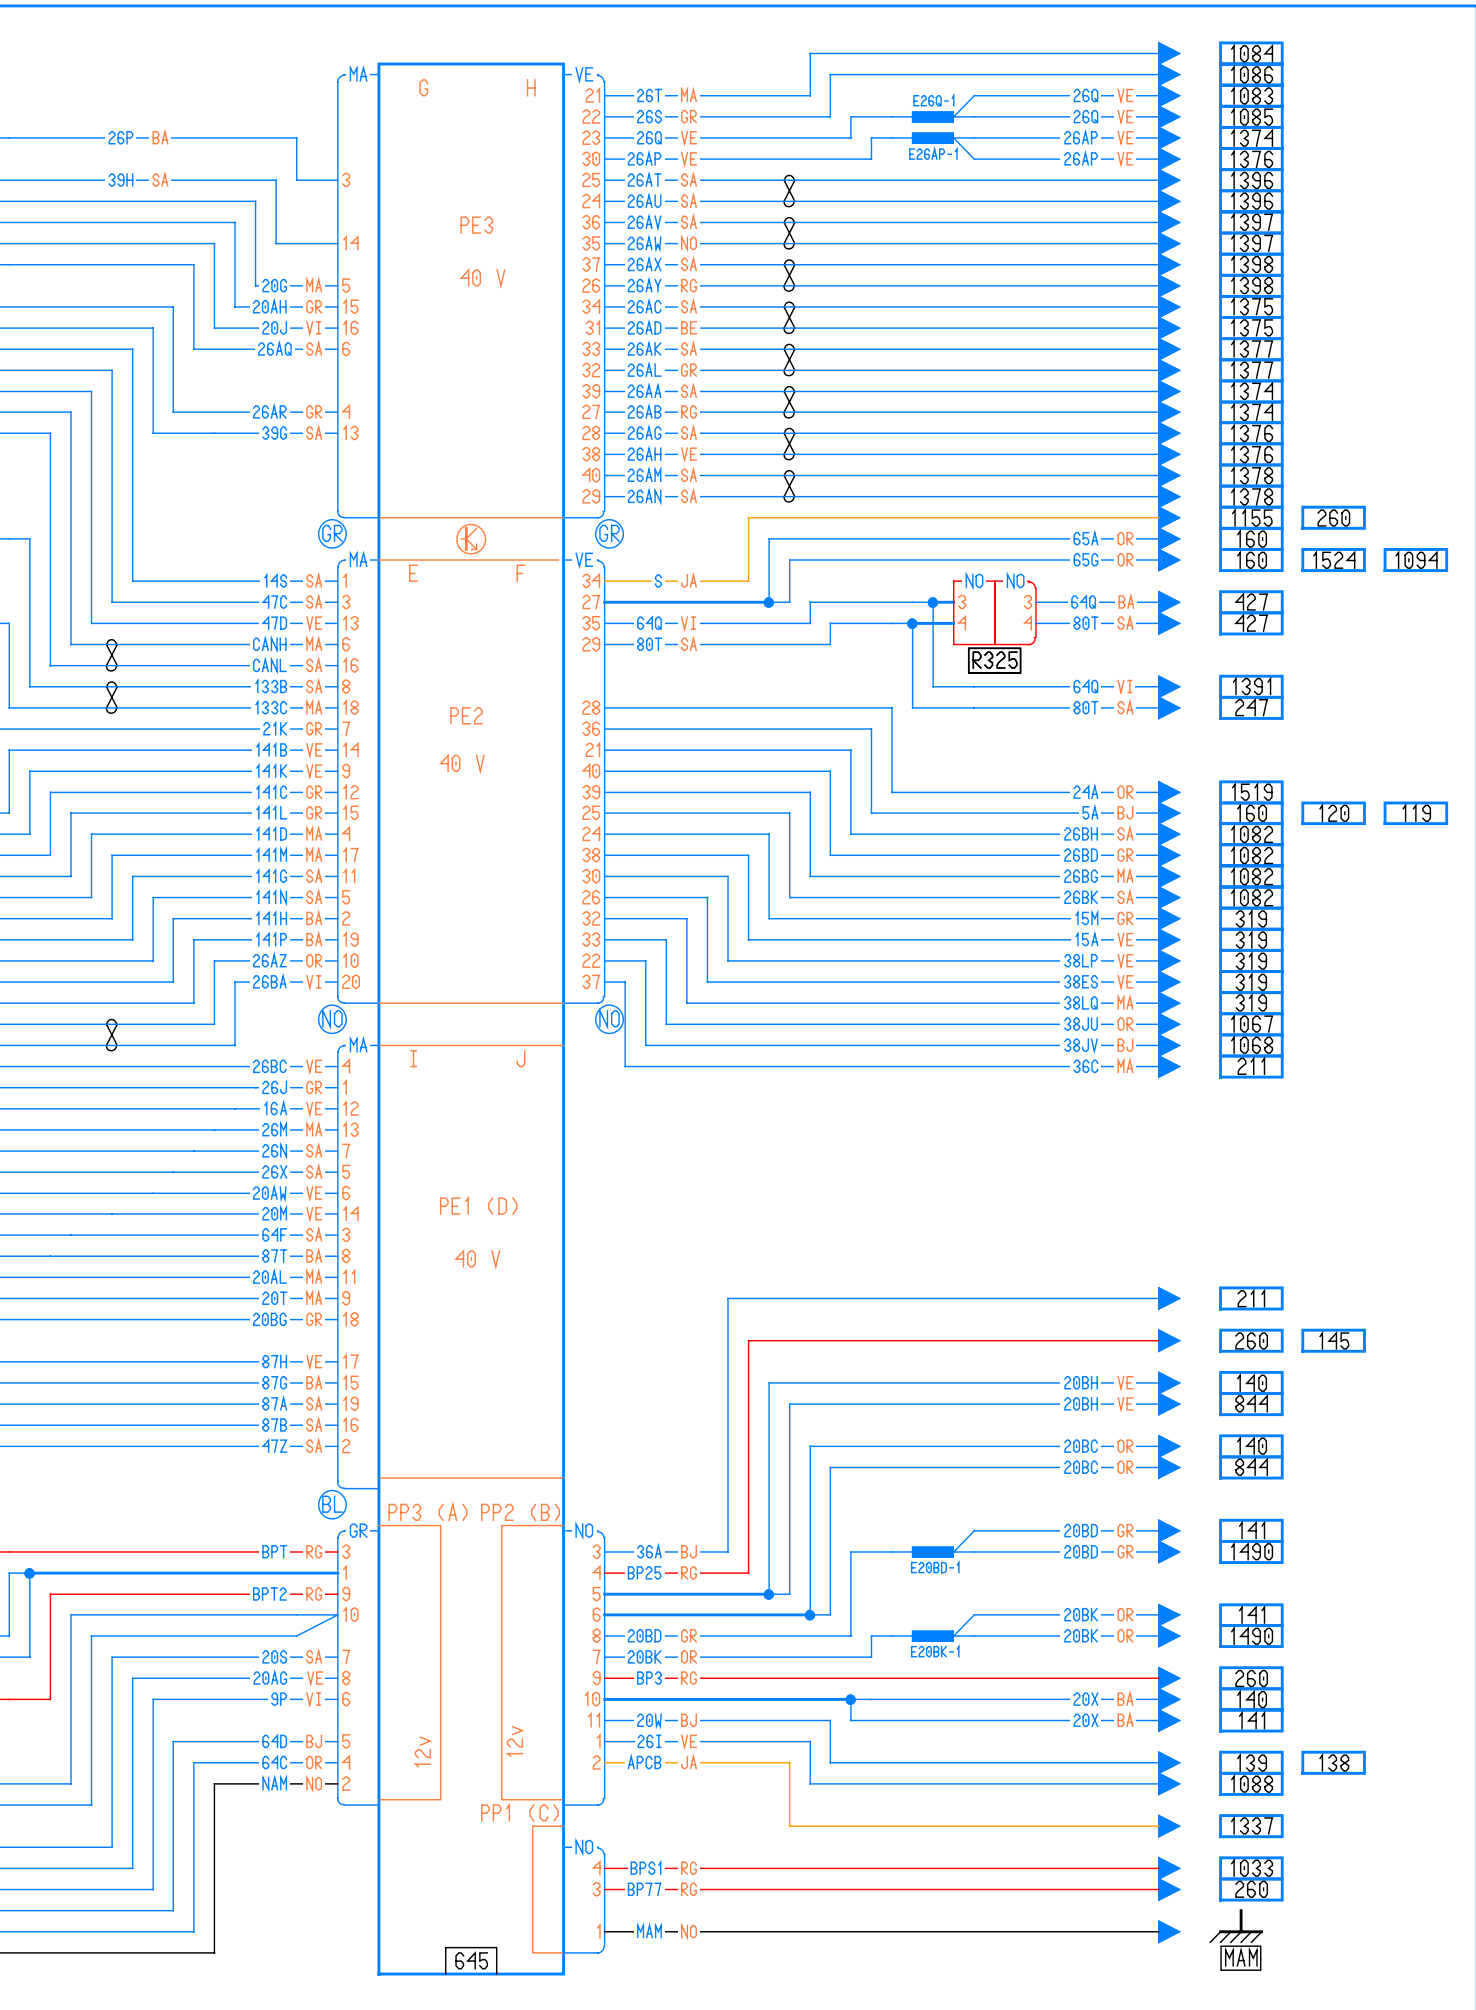 1084
MA VE 1086
G H 21 26T MA E26Q-1 26Q VE 1083
22 26S GR 26Q VE 1085
26P BA 23 26Q VE 26AP VE 1374
30 26AP VE E26AP-1 26AP VE 1376
39H SA 3 25 26AT SA 1396
24 26AU SA 1396
PE3 36 26AV SA 1397
14 35 26AW NO 1397
40 V 37 26AX SA 1398
20G MA 5 26 26AY RG 1398
20AH GR 15 34 26AC SA 1375
20J VI 16 31 26AD BE 1375
26AQ SA 6 33 26AK SA 1377
32 26AL GR 1377
39 26AA SA 1374
26AR GR 4 27 26AB RG 1374
39G SA 13 28 26AG SA 1376
38 26AH VE 1376
40 26AM SA 1378
29 26AN SA 1378
1155 260
GR K GR 65A OR 160
MA VE 65G OR 160 1524 1094
E F
14S SA 1 34 S JA NO NO
47C SA 3 27 3 3 64Q BA 427
47D VE 13 35 64Q VI 4 4 80T SA 427
CANH MA 6 29 80T SA
CANL SA 16 R325
133B SA 8 64Q VI 1391
133C MA 18 28 80T SA 247
PE2
21K GR 7 36
141B VE 14 21
40 V
141K VE 9 40
141C GR 12 39 24A OR 1519
141L GR 15 25 5A BJ 160 120 119
141D MA 4 24 26BH SA 1082
141M MA 17 38 26BD GR 1082
141G SA 11 30 26BG MA 1082
141N SA 5 26 26BK SA 1082
141H BA 2 32 15M GR 319
141P BA 19 33 15A VE 319
26AZ OR 10 22 38LP VE 319
26BA VI 20 37 38ES VE 319
38LQ MA 319
NO NO 38JU OR 1067
MA 38JV BJ 1068
I J
26BC VE 4 36C MA 211
26J GR 1
16A VE 12
26M MA 13
26N SA 7
26X SA 5
20AW VE 6
PE1 (D)
20M VE 14
64F SA 3
87T BA 8
40 V
20AL MA 11
20T MA 9 211
20BG GR 18
260 145
87H VE 17
87G BA 15 20BH VE 140
87A SA 19 20BH VE 844
87B SA 16
47Z SA 2 20BC OR 140
20BC OR 844
BL
PP3 (A) PP2 (B)
GR NO 20BD GR 141
BPT RG 3 3 36A BJ 20BD GR 1490
1 4 BP25 RG E20BD-1
BPT2 RG 9 5
10 6 20BK OR 141
8 20BD GR 20BK OR 1490
20S SA 7 7 20BK OR E20BK-1
20AG VE 8 9 BP3 RG 260
9P VI 6 10 20X BA 140
11 20W BJ 20X BA 141
64D BJ 5 12v 12v 1 26I VE
64C OR 4 2 APCB JA 139 138
NAM NO 2 1088
PP1 (C)
1337
NO
4 BPS1 RG 1033
3 BP77 RG 260
1 MAM NO
645 MAM